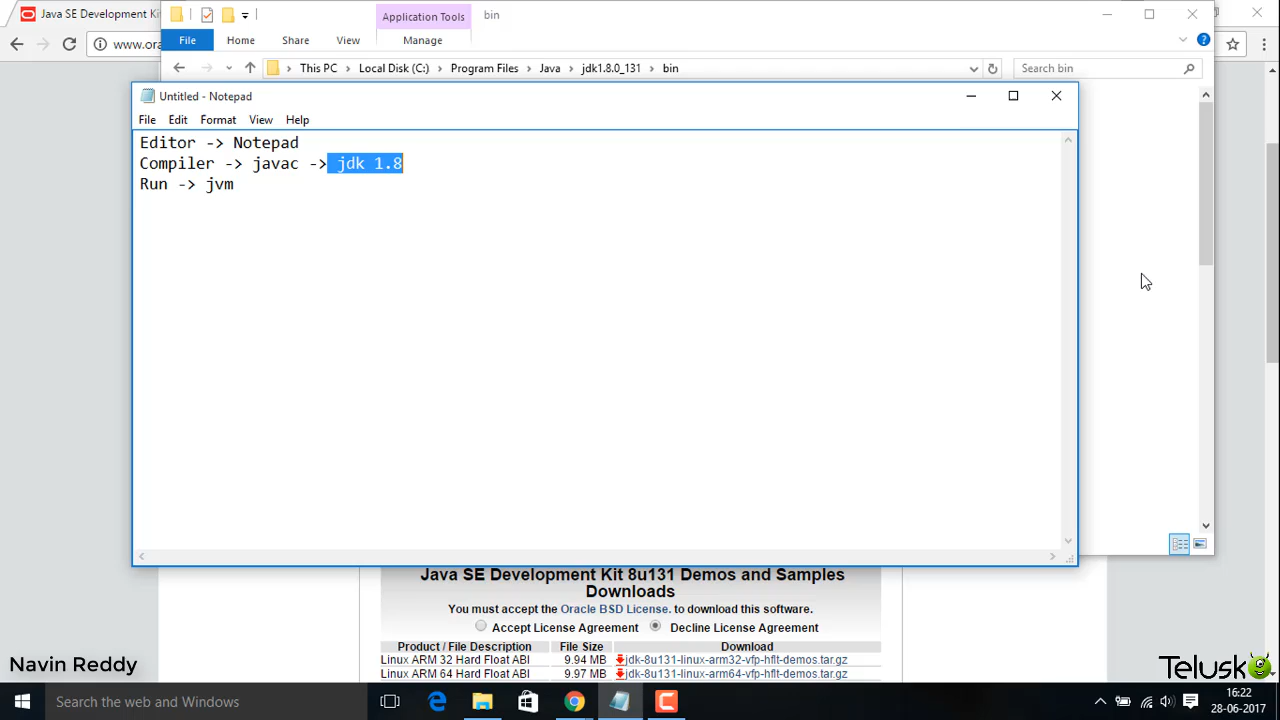 Java SE Development Ki
Application Tools
bin
File
Home
Share
View
Manage
www.ora
This PC
Local Disk (C:)
Program Files
Java
jdk1.8.0_131
bin
Search bin
Untitled - Notepad
File Edit Format View Help
Editor -> Notepad
Compiler -> javac -> jdk 1.8
Run -> jvm
Java SE Development Kit 8u131 Demos and Samples
Downloads
You must accept the Oracle BSD License. to download this software.
Accept License Agreement Decline License Agreement
Product / File Description File Size Download
Linux ARM 32 Hard Float ABI 9.94 MB jdk-8u131-linux-arm32-vfp-hflt-demos.tar.gz
Linux ARM 64 Hard Float ABI 9.97 MB jdk-8u131-linux-arm64-vfp-hflt-demos.tar.gz
Navin Reddy
Telusko
Search the web and Windows
16:22
28-06-2017